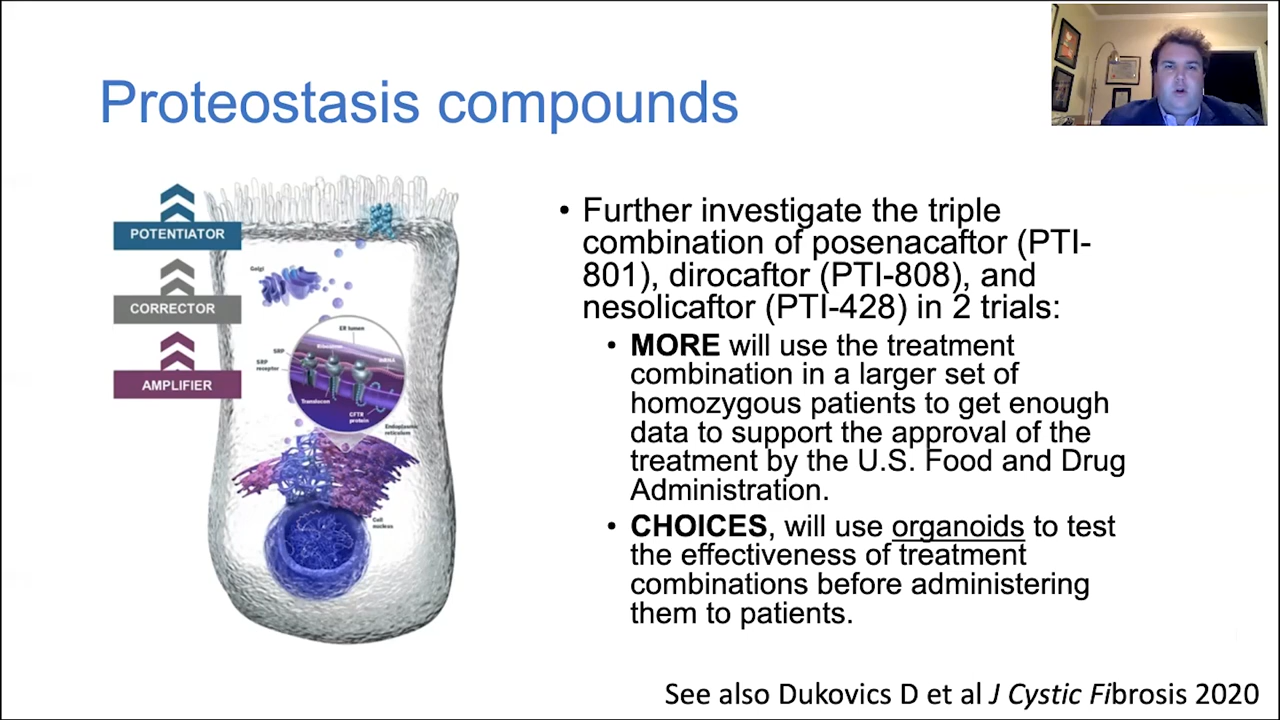 Proteostasis compounds
POTENTIATOR
CORRECTOR
AMPLIFIER
Golgi
ER lumen
Ribosome
mRNA
SRP
SRP
receptor
Translocon
CFTR
protein
Endoplasmic
reticulum
Cell
nucleus
• Further investigate the triple
combination of posenacaftor (PTI-
801), dirocaftor (PTI-808), and
nesolicaftor (PTI-428) in 2 trials:
• MORE will use the treatment
combination in a larger set of
homozygous patients to get enough
data to support the approval of the
treatment by the U.S. Food and Drug
Administration.
• CHOICES, will use organoids to test
the effectiveness of treatment
combinations before administering
them to patients.
See also Dukovics D et al J Cystic Fibrosis 2020